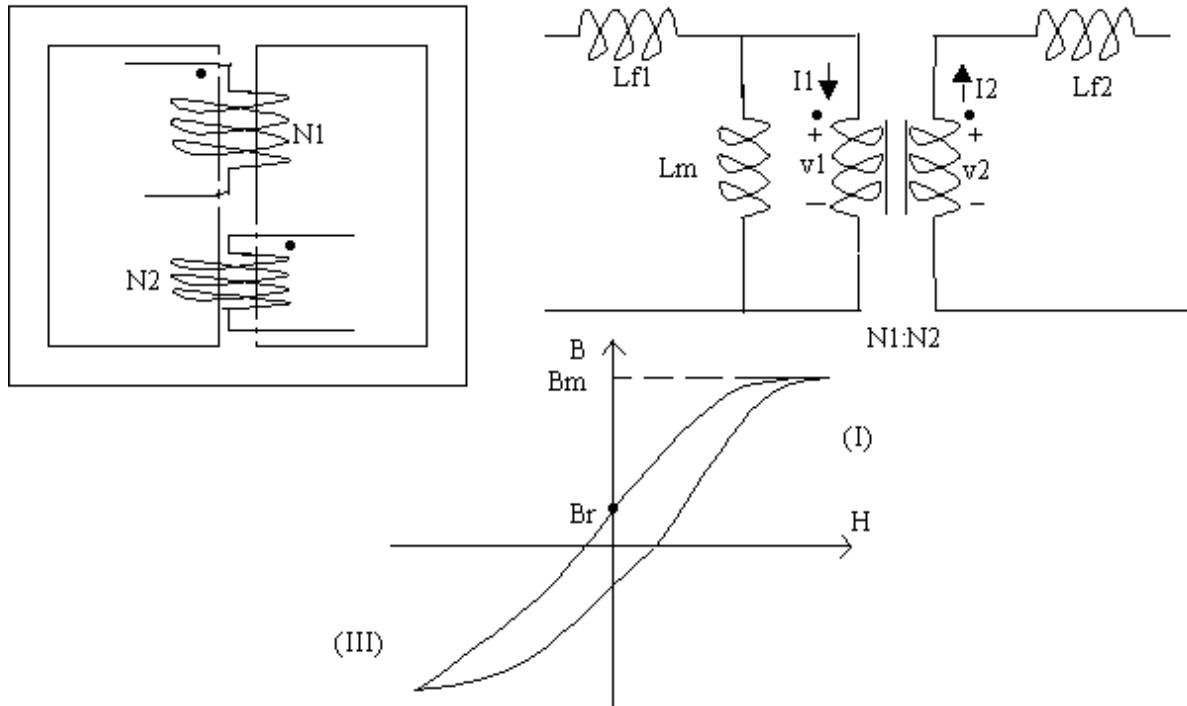 N1
N2
Lf1
I1
I2
Lf2
Lm
+
v1
–
+
v2
–
N1:N2
B
Bm
(I)
Br
H
(III)